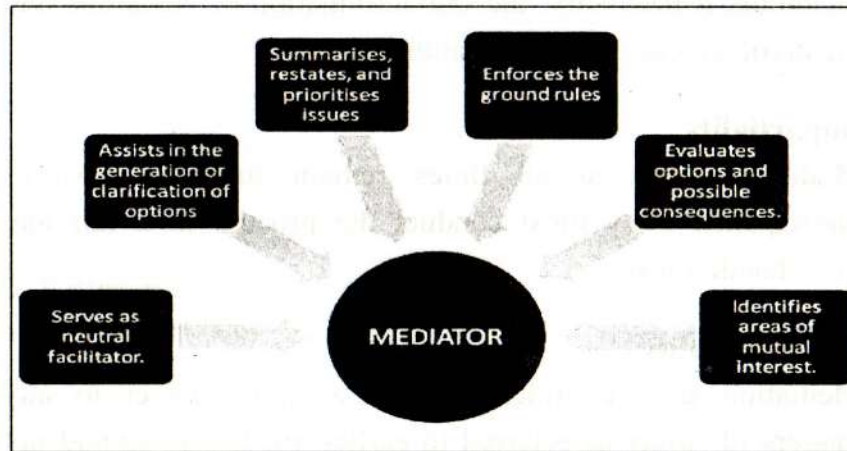 Summarises,
restates, and
prioritises
issues
Enforces the
ground rules
Assists in the
generation or
clarification of
options
Evaluates
options and
possible
consequences.
Serves as
neutral
facilitator.
MEDIATOR
Identifies
areas of
mutual
interest.